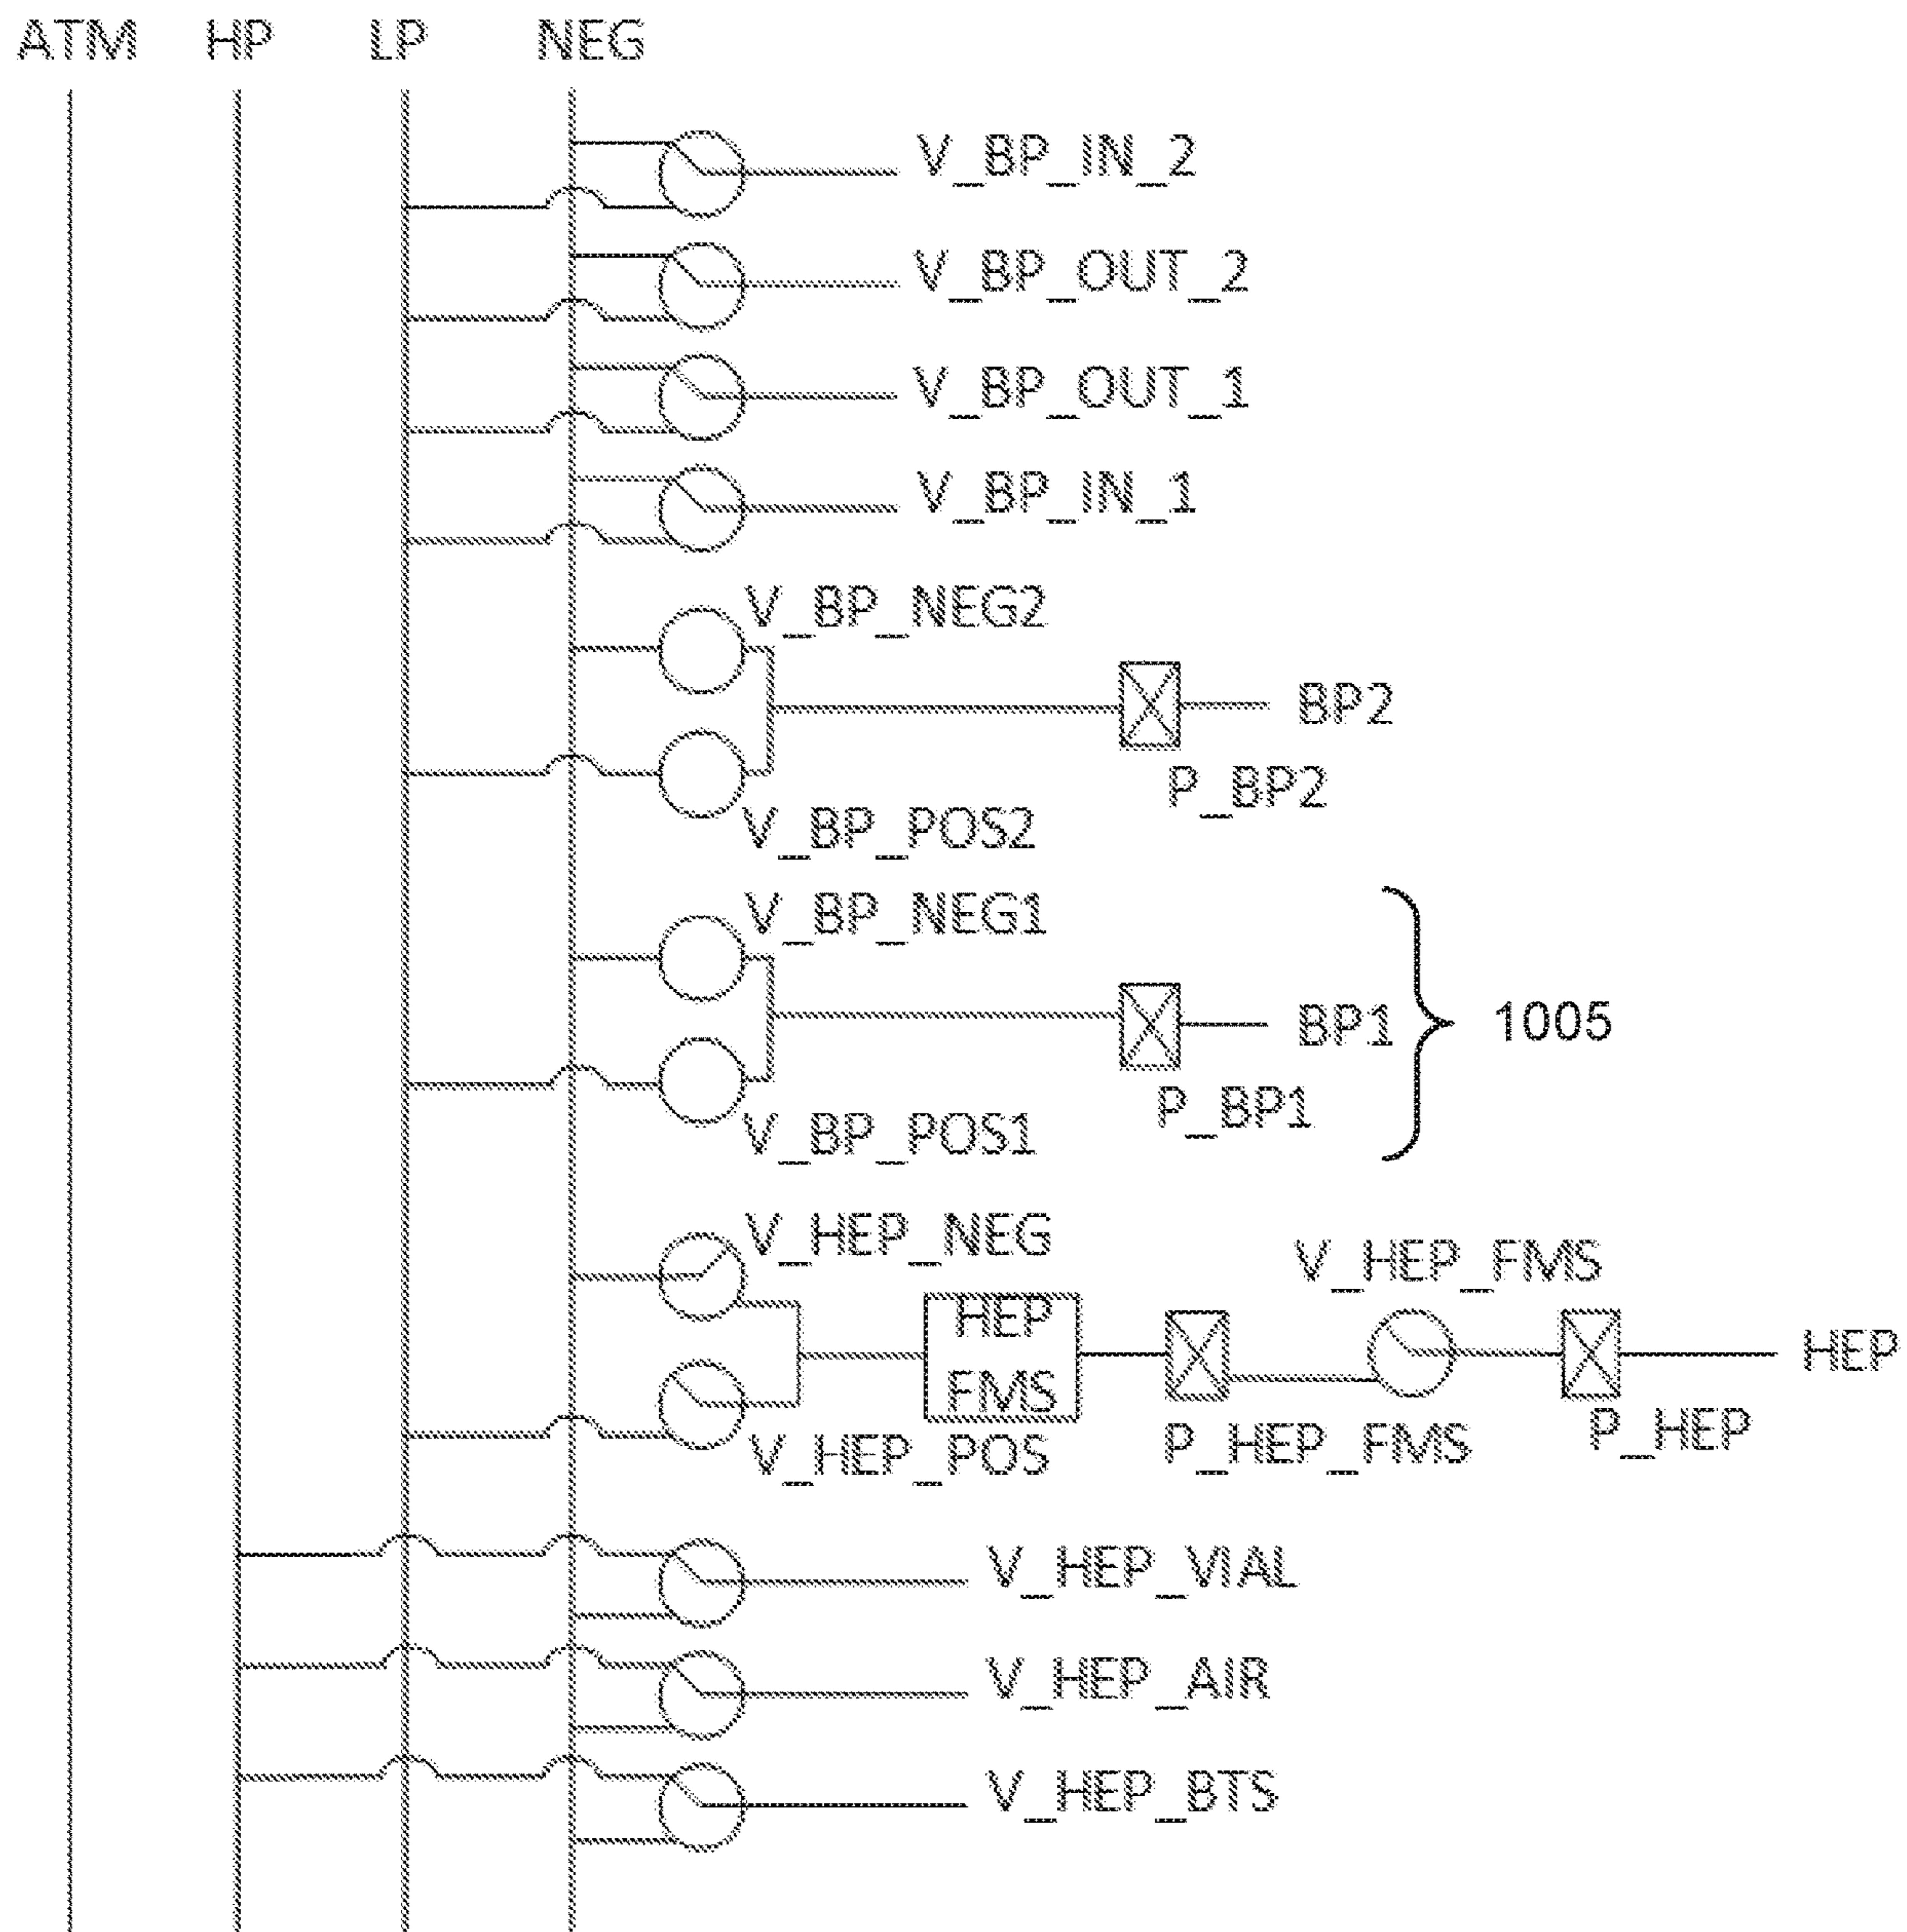 ATM HP LP NEG
V_BP_IN_2
V_BP_OUT_2
V_BP_OUT_1
V_BP_IN_1
V_BP_NEG2
BP2
P_BP2
V_BP_POS2
V_BP_NEG1
BP1
1005
P_BP1
V_BP_POS1
V_HEP_NEG
V_HEP_FMS
HEP
FMS
HEP
P_HEP
P_HEP_FMS
V_HEP_POS
V_HEP_VIAL
V_HEP_AIR
V_HEP_BTS